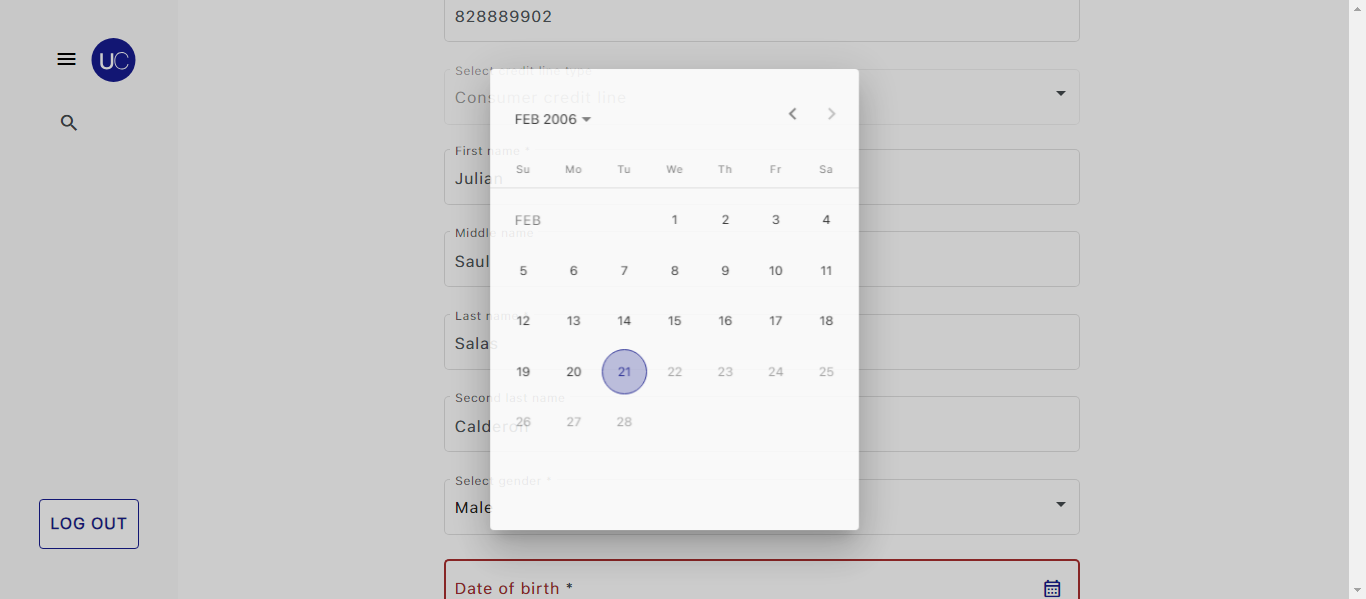 828889902
UC
Select credit line type
Consumer credit line
FEB 2006
First name *
Su Mo Tu We Th Fr Sa
Julian
FEB 1 2 3 4
Middle name
Saul
5 6 7 8 9 10 11
Last name *
12 13 14 15 16 17 18
Salas
19 20 21 22 23 24 25
Second last name
26 27 28
Calderon
Select gender *
Male
LOG OUT
Date of birth *